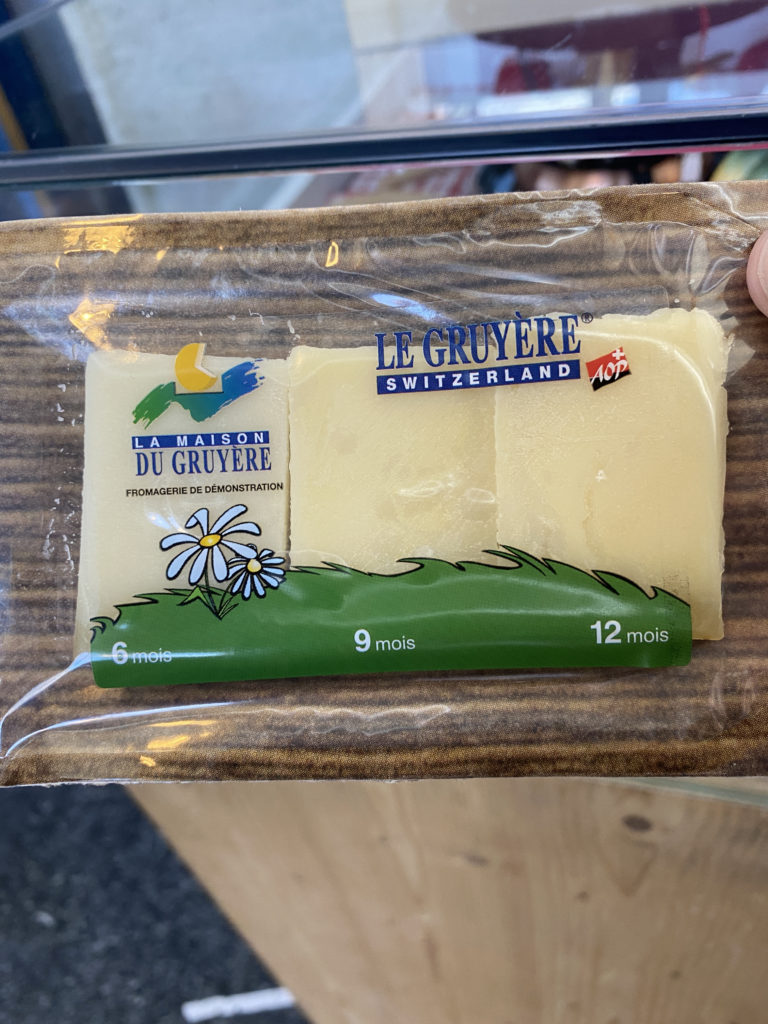 LE GRUYÈRE®
SWITZERLAND
AOP
LA MAISON
DU GRUYÈRE
FROMAGERIE DE DÉMONSTRATION
6 mois
9 mois
12 mois